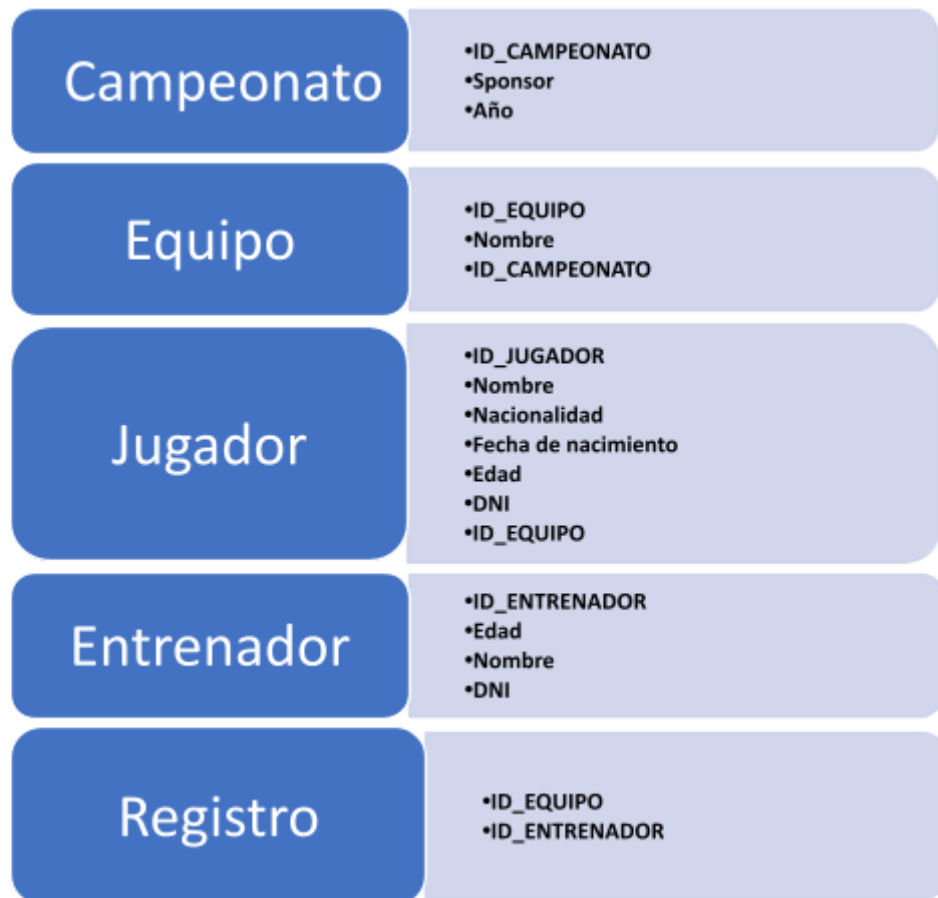 Campeonato
•ID_CAMPEONATO
•Sponsor
•Año
Equipo
•ID_EQUIPO
•Nombre
•ID_CAMPEONATO
Jugador
•ID_JUGADOR
•Nombre
•Nacionalidad
•Fecha de nacimiento
•Edad
•DNI
•ID_EQUIPO
Entrenador
•ID_ENTRENADOR
•Edad
•Nombre
•DNI
Registro
•ID_EQUIPO
•ID_ENTRENADOR